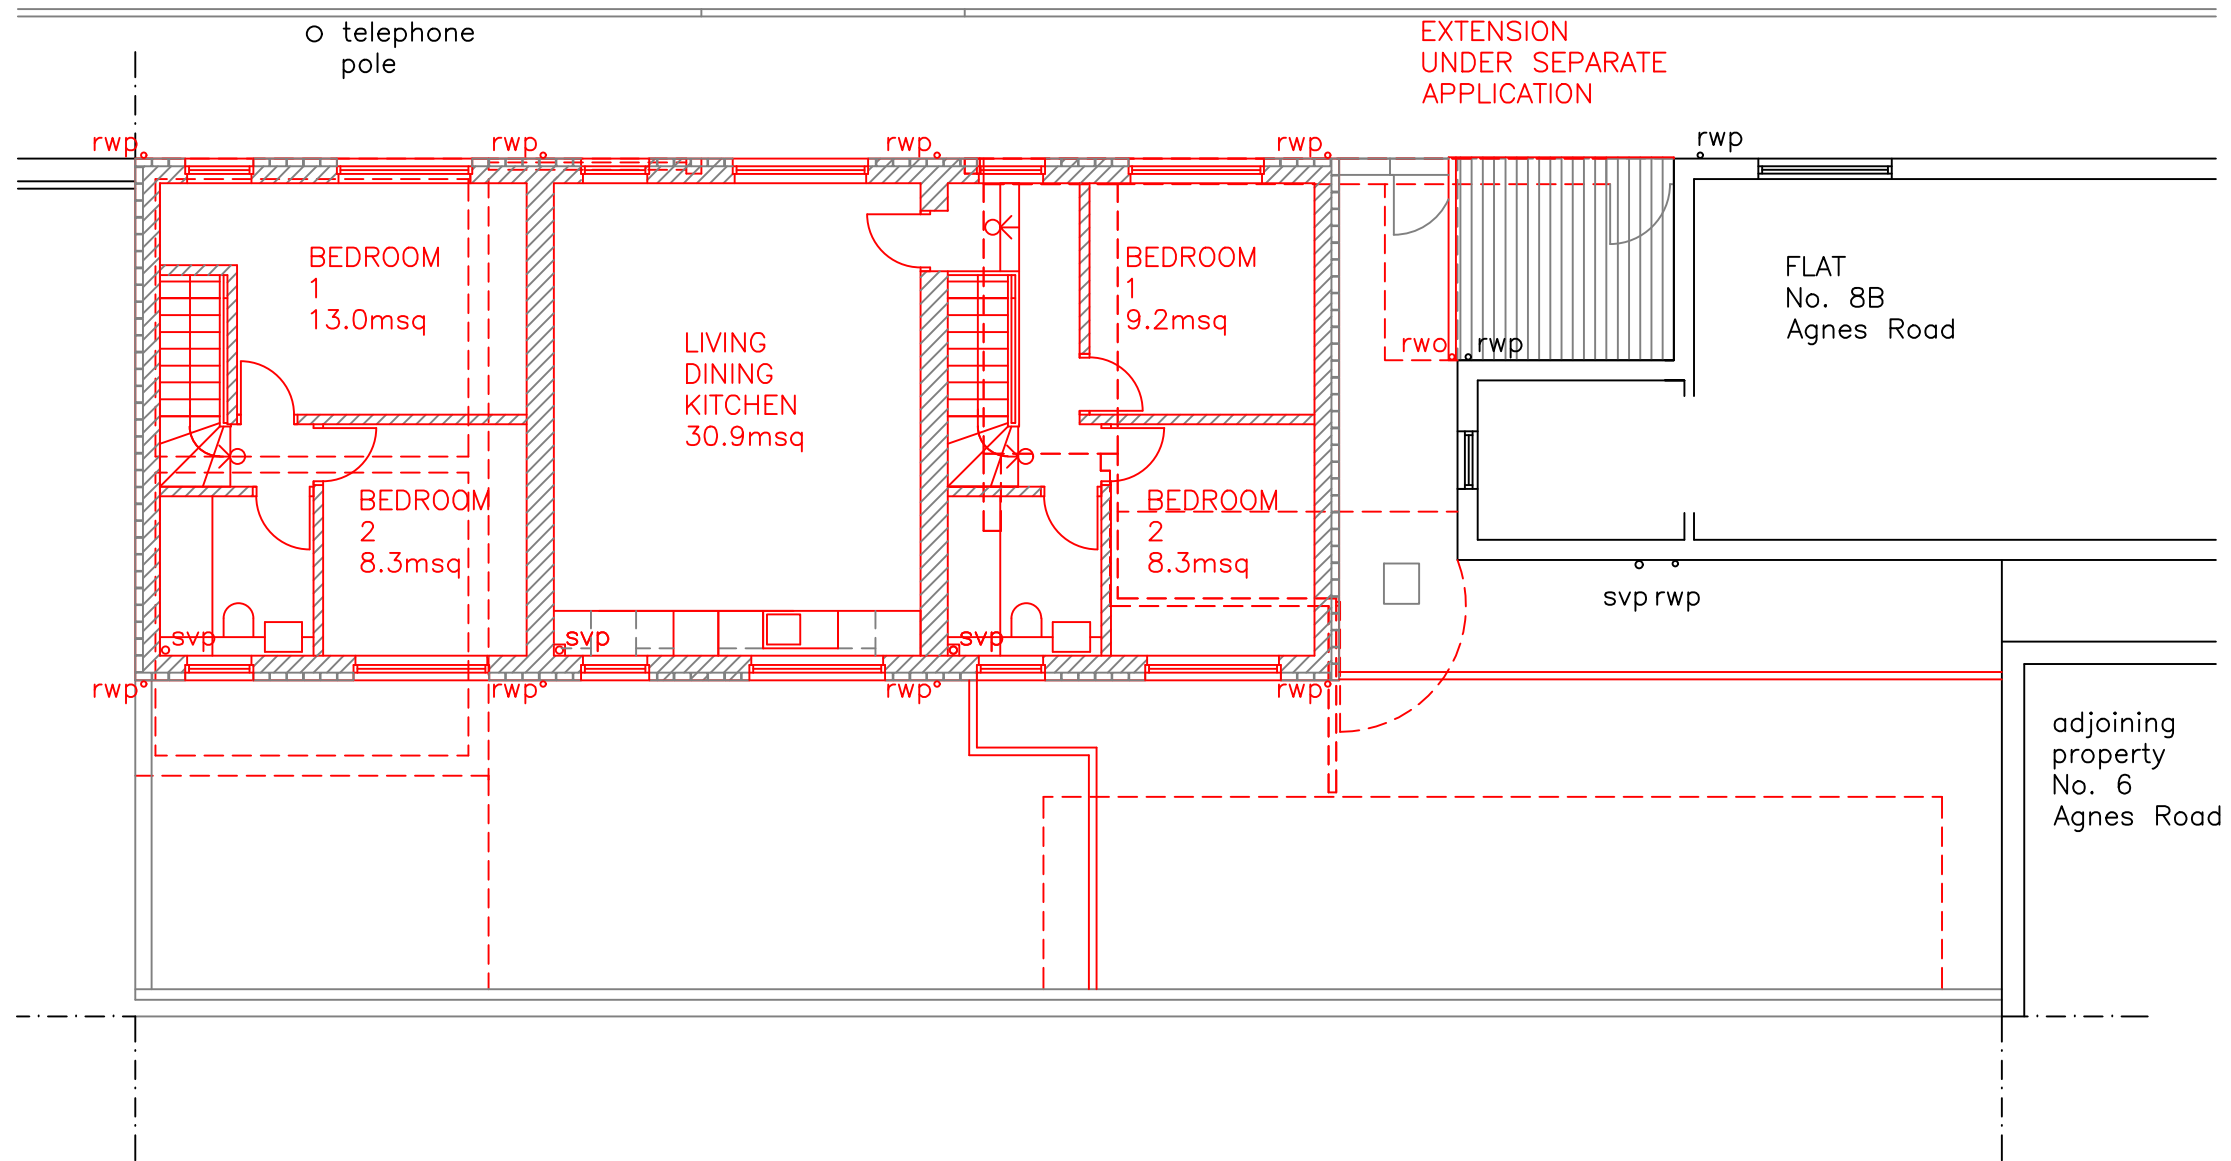 telephone
pole
EXTENSION
UNDER SEPARATE
APPLICATION
rwp
rwp
rwp
rwp
rwp
BEDROOM
1
13.0msq
BEDROOM
1
9.2msq
FLAT
No. 8B
Agnes Road
LIVING
DINING
KITCHEN
30.9msq
rwo
rwp
BEDROOM
2
8.3msq
BEDROOM
2
8.3msq
svp rwp
svp
svp
svp
rwp
rwp
rwp
rwp
adjoining
property
No. 6
Agnes Road